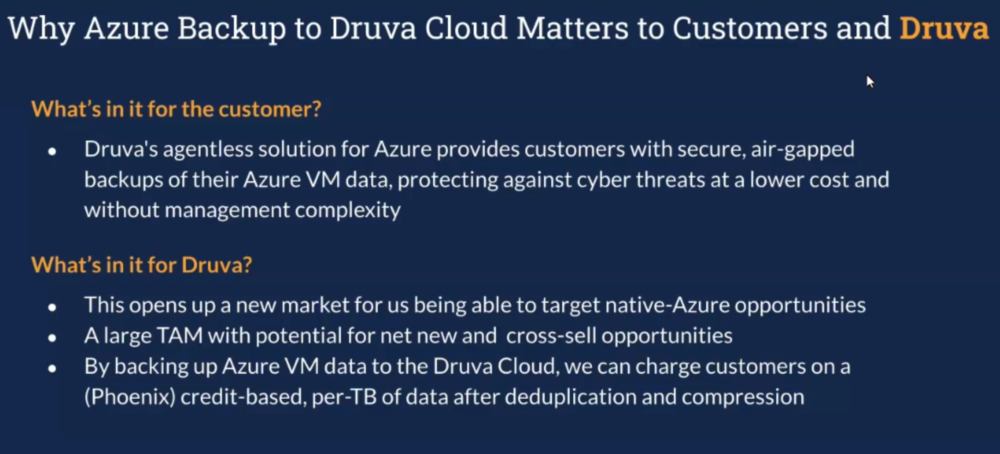 Why Azure Backup to Druva Cloud Matters to Customers and Druva
What’s in it for the customer?
● Druva's agentless solution for Azure provides customers with secure, air-gapped
backups of their Azure VM data, protecting against cyber threats at a lower cost and
without management complexity
What’s in it for Druva?
● This opens up a new market for us being able to target native-Azure opportunities
● A large TAM with potential for net new and  cross-sell opportunities
● By backing up Azure VM data to the Druva Cloud, we can charge customers on a
(Phoenix) credit-based, per-TB of data after deduplication and compression